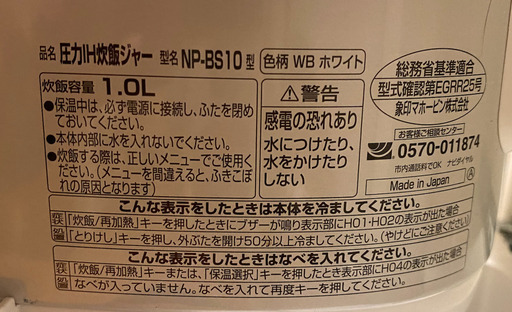 品名 圧力IH炊飯ジャー 型名 NP-BS10型 色柄 WB ホワイト
炊飯容量 1.0L
●保温中は、必ず電源に接続し、ふたを閉め
ておいてください。
●本体内部に水を入れないでください。
●炊飯する際は、正しいメニューでご使用く
ださい。(メニューを間違えると、ふきこぼ
れの原因となります)
⚠警告
感電の恐れあり
水につけたり、
水をかけたり
しない
総務省基準適合
型式確認第EGRR25号
象印マホービン株式会社
お客様ご相談センター
0570-011874
市内通話料でOK ナビダイヤル
Made in Japan
Ⓐ
こんな表示をしたときは本体を冷ましてください。
状 「炊飯/再加熱」キーを押したときにブザーが鳴り表示部にH01・H02の表示が出た場合
処置 「とりけし」キーを押し、外ぶたを開け50分以上冷ましてください。(やけどにご注意ください)
こんな表示をしたときはなべを入れてください。
状 「炊飯/再加熱」キーまたは、「保温選択」キーを押したとき表示部にH04の表示が出た場合
処置 なべが入っていません。なべを入れて再度キーを押してください。